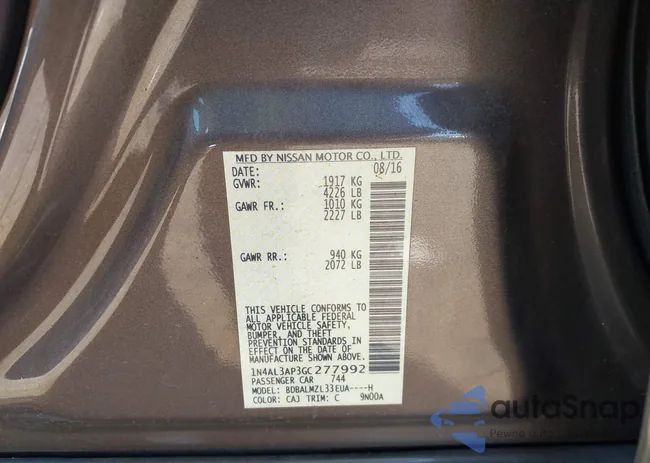 MFD BY NISSAN MOTOR CO., LTD.
DATE: 08/16
GVWR: 1917 KG
4226 LB
GAWR FR.: 1010 KG
2227 LB
GAWR RR.: 940 KG
2072 LB
THIS VEHICLE CONFORMS TO
ALL APPLICABLE FEDERAL
MOTOR VEHICLE SAFETY,
BUMPER, AND THEFT
PREVENTION STANDARDS
IN EFFECT ON THE DATE OF
MANUFACTURE SHOWN ABOVE.
1N4AL3AP3GC277992
PASSENGER CAR 744
MODEL: BDBALMZL33EUA----H
COLOR: CAJ TRIM: C 9N00A
autoSnap